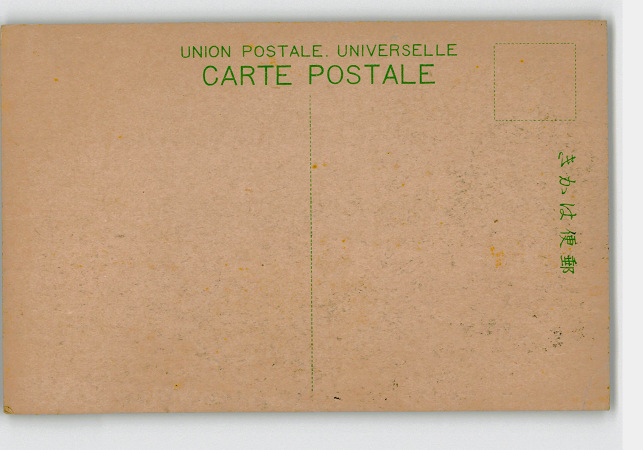 UNION POSTALE. UNIVERSELLE
CARTE POSTALE
きかは便郵